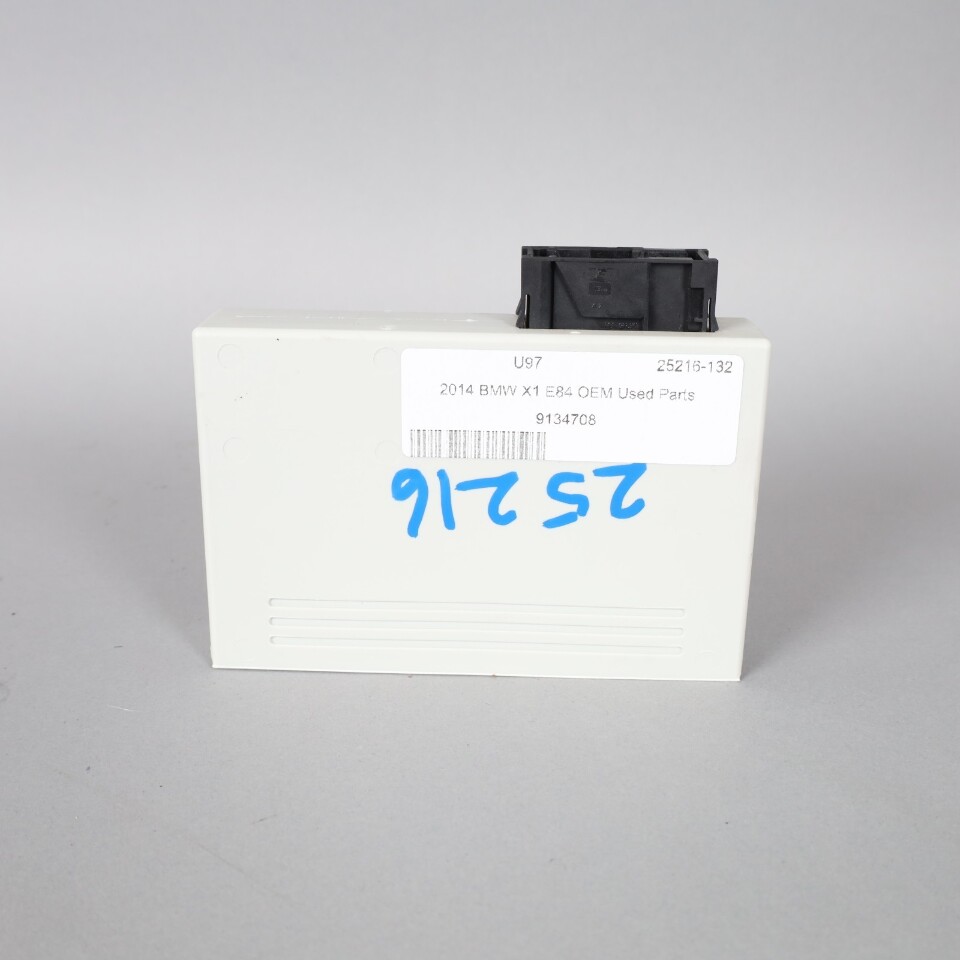 U97 25216-132
2014 BMW X1 E84 OEM Used Parts
9134708
25216